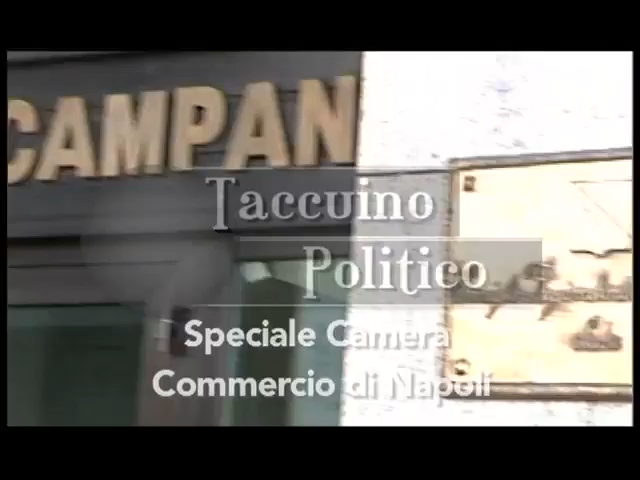 CAMPAN
Taccuino
Politico
Speciale Camera
Commercio di Napoli